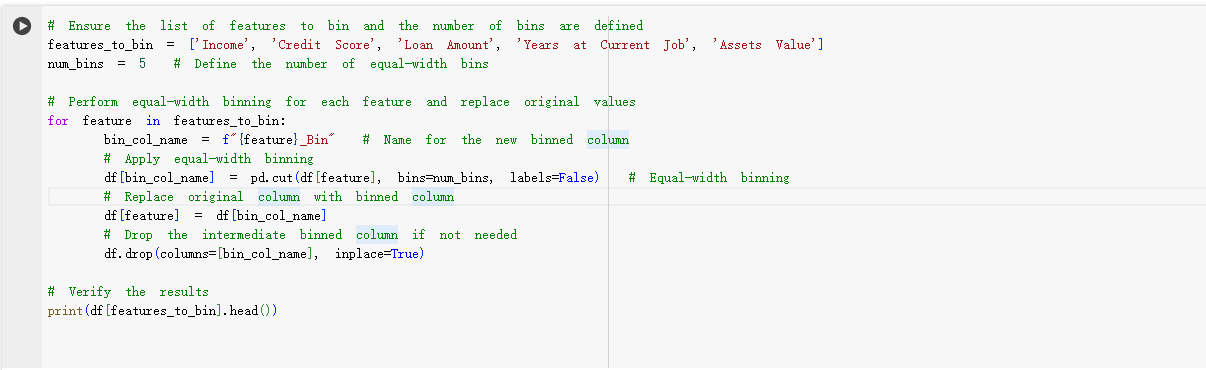 # Ensure the list of features to bin and the number of bins are defined
features_to_bin = ['Income', 'Credit Score', 'Loan Amount', 'Years at Current Job', 'Assets Value']
num_bins = 5  # Define the number of equal-width bins

# Perform equal-width binning for each feature and replace original values
for feature in features_to_bin:
    bin_col_name = f"{feature}_Bin"  # Name for the new binned column
    # Apply equal-width binning
    df[bin_col_name] = pd.cut(df[feature], bins=num_bins, labels=False)  # Equal-width binning
    # Replace original column with binned column
    df[feature] = df[bin_col_name]
    # Drop the intermediate binned column if not needed
    df.drop(columns=[bin_col_name], inplace=True)

# Verify the results
print(df[features_to_bin].head())